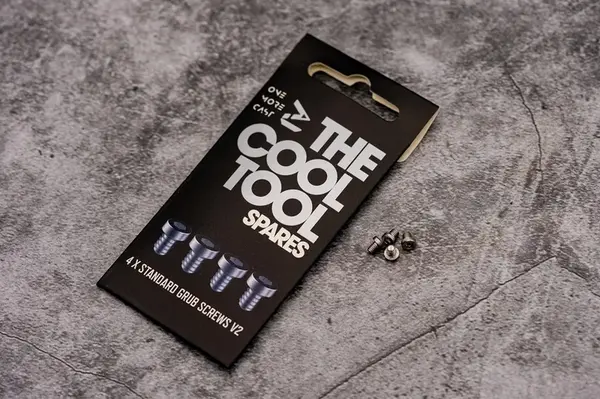 ONE
MORE
CAST
THE
COOL
TOOL
SPARES
4 X STANDARD GRUB SCREWS V2